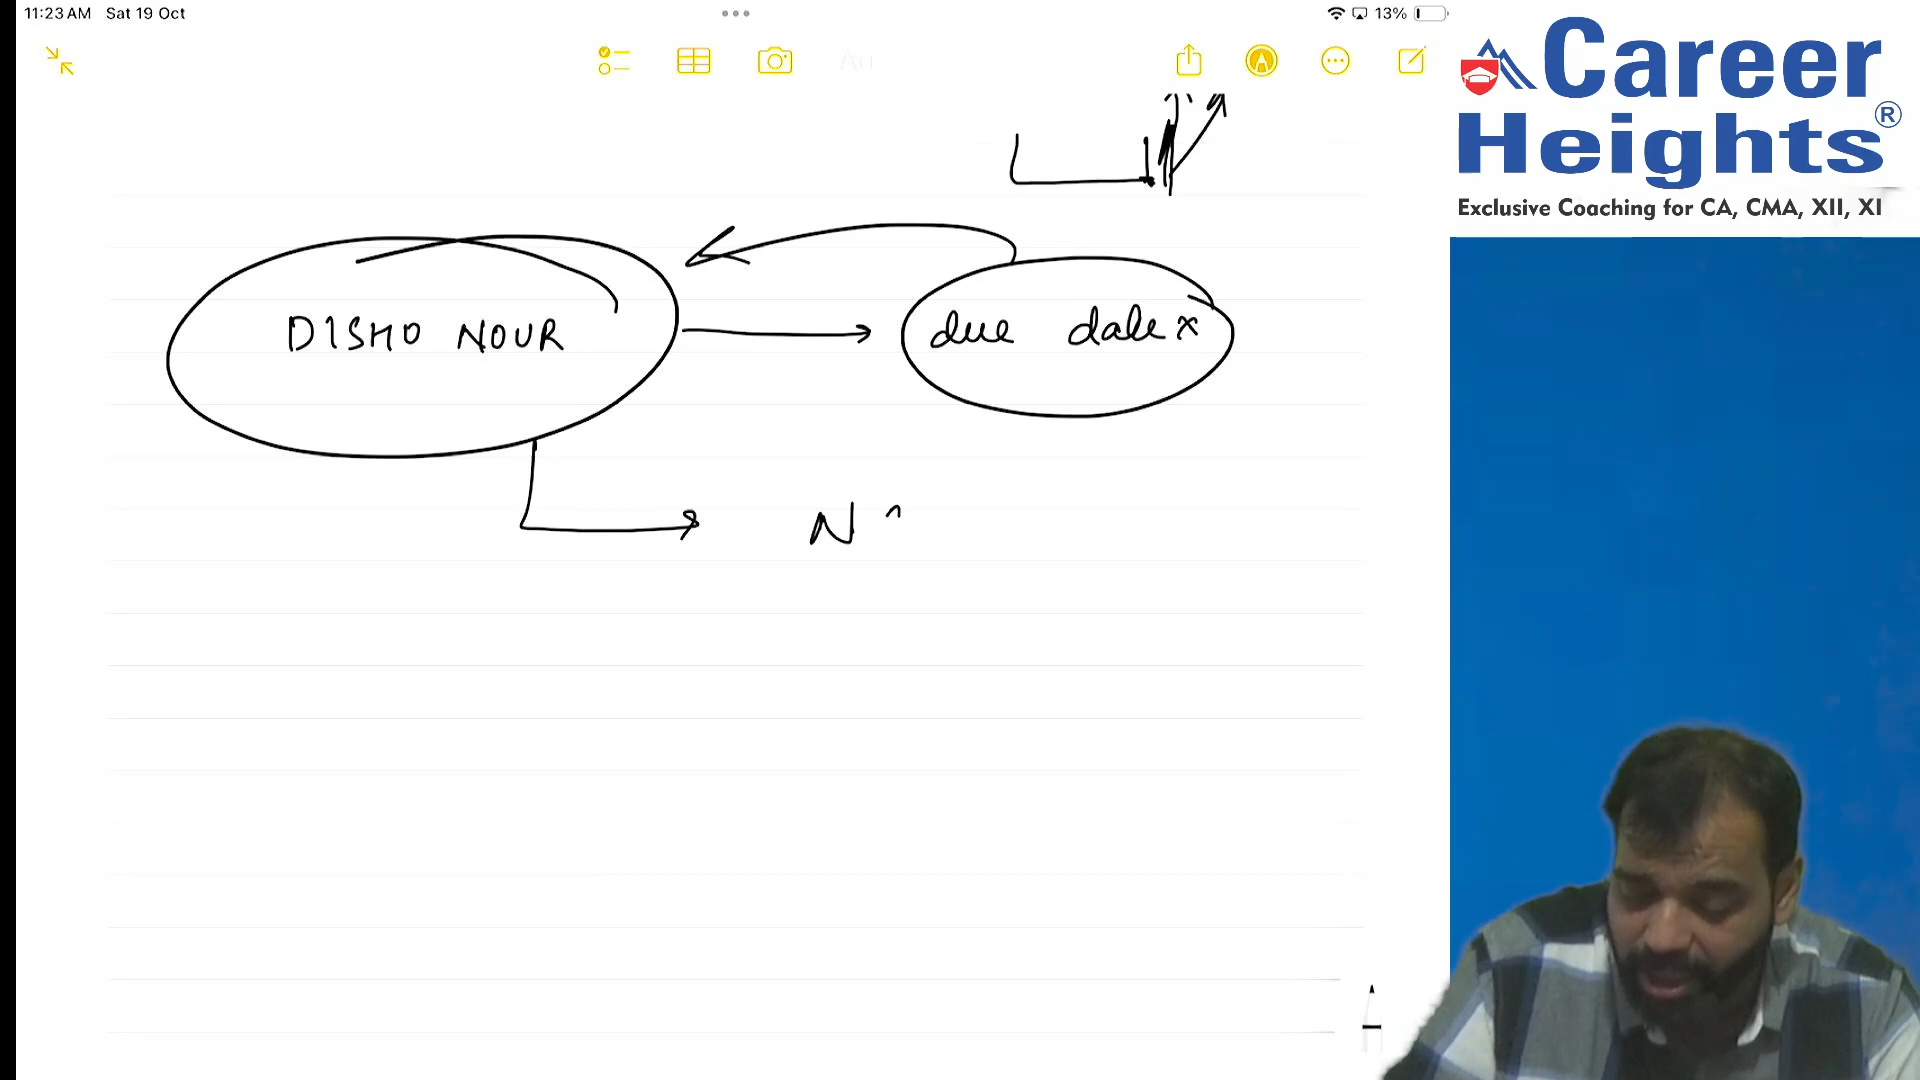 11:23 AM Sat 19 Oct
13%
Career
Heights®
Exclusive Coaching for CA, CMA, XII, XI
DISHO NOUR
due date x
N